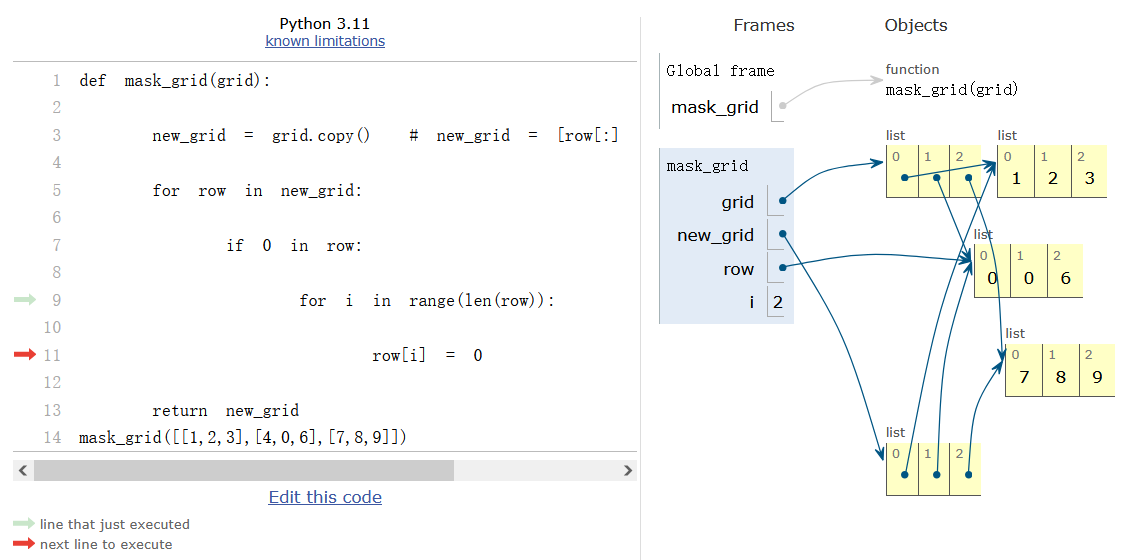 Python 3.11
known limitations
1 def mask_grid(grid):
2
3 new_grid = grid.copy() # new_grid = [row[:]
4
5 for row in new_grid:
6
7 if 0 in row:
8
9 for i in range(len(row)):
10
11 row[i] = 0
12
13 return new_grid
14 mask_grid([[1,2,3],[4,0,6],[7,8,9]])
Edit this code
line that just executed
next line to execute
Frames Objects
Global frame
mask_grid
function
mask_grid(grid)
mask_grid
grid
new_grid
row
i 2
list
0 1 2
list
0 1 2
1 2 3
list
0 1 2
0 0 6
list
0 1 2
7 8 9
list
0 1 2